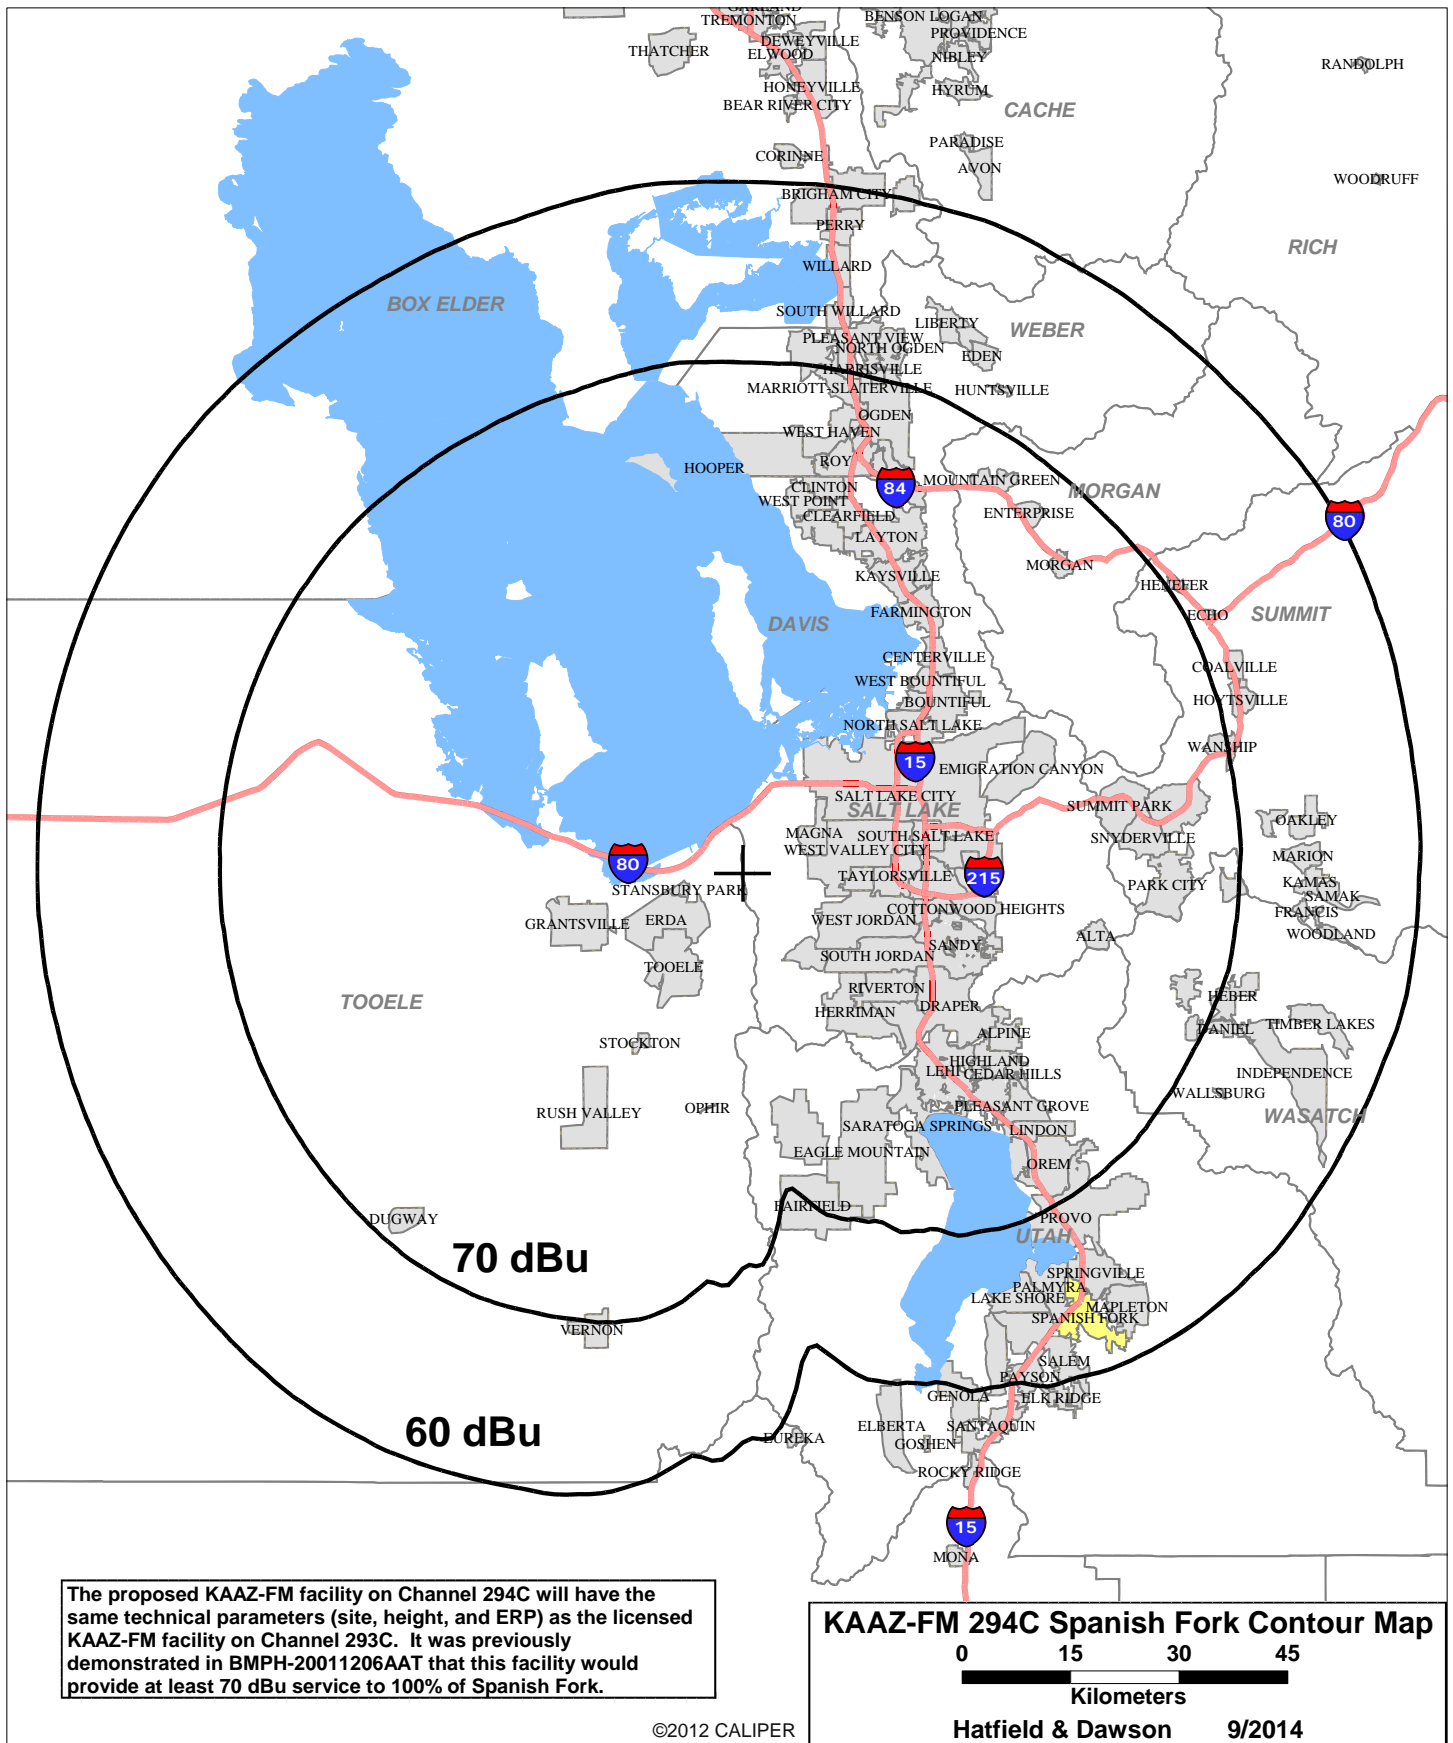 GARLAND
TREMONTON
BENSON LOGAN
PROVIDENCE
THATCHER
DEWEYVILLE
ELWOOD
NIBLEY
RANDOLPH
HONEYVILLE
HYRUM
BEAR RIVER CITY
CACHE
PARADISE
CORINNE
AVON
WOODRUFF
BRIGHAM CITY
PERRY
RICH
WILLARD
BOX ELDER
SOUTH WILLARD
LIBERTY
WEBER
PLEASANT VIEW
NORTH OGDEN
EDEN
HARRISVILLE
MARRIOTT-SLATERVILLE
HUNTSVILLE
OGDEN
WEST HAVEN
ROY
HOOPER
MOUNTAIN GREEN
84
CLINTON
MORGAN
WEST POINT
CLEARFIELD
ENTERPRISE
80
LAYTON
MORGAN
KAYSVILLE
HENEFER
FARMINGTON
ECHO
SUMMIT
DAVIS
CENTERVILLE
COALVILLE
WEST BOUNTIFUL
BOUNTIFUL
HOYTSVILLE
NORTH SALT LAKE
WANSHIP
15
EMIGRATION CANYON
SALT LAKE CITY
SALT LAKE
SUMMIT PARK
OAKLEY
MAGNA
SOUTH SALT LAKE
SNYDERVILLE
WEST VALLEY CITY
MARION
80
TAYLORSVILLE
215
PARK CITY
KAMAS
STANSBURY PARK
SAMAK
COTTONWOOD HEIGHTS
FRANCIS
GRANTSVILLE
ERDA
WEST JORDAN
WOODLAND
ALTA
SANDY
SOUTH JORDAN
TOOELE
RIVERTON
HEBER
TOOELE
DRAPER
HERRIMAN
TIMBER LAKES
DANIEL
ALPINE
STOCKTON
HIGHLAND
LEHI
CEDAR HILLS
INDEPENDENCE
WALLSBURG
OPHIR
PLEASANT GROVE
RUSH VALLEY
WASATCH
SARATOGA SPRINGS
LINDON
EAGLE MOUNTAIN
OREM
FAIRFIELD
DUGWAY
PROVO
UTAH
70 dBu
SPRINGVILLE
PALMYRA
LAKE SHORE
MAPLETON
SPANISH FORK
VERNON
SALEM
PAYSON
GENOLA
ELK RIDGE
60 dBu
ELBERTA
SANTAQUIN
EUREKA
GOSHEN
ROCKY RIDGE
15
MONA
The proposed KAAZ-FM facility on Channel 294C will have the
same technical parameters (site, height, and ERP) as the licensed
KAAZ-FM facility on Channel 293C. It was previously
demonstrated in BMPH-20011206AAT that this facility would
provide at least 70 dBu service to 100% of Spanish Fork.
©2012 CALIPER
KAAZ-FM 294C Spanish Fork Contour Map
0 15 30 45
Kilometers
Hatfield & Dawson 9/2014